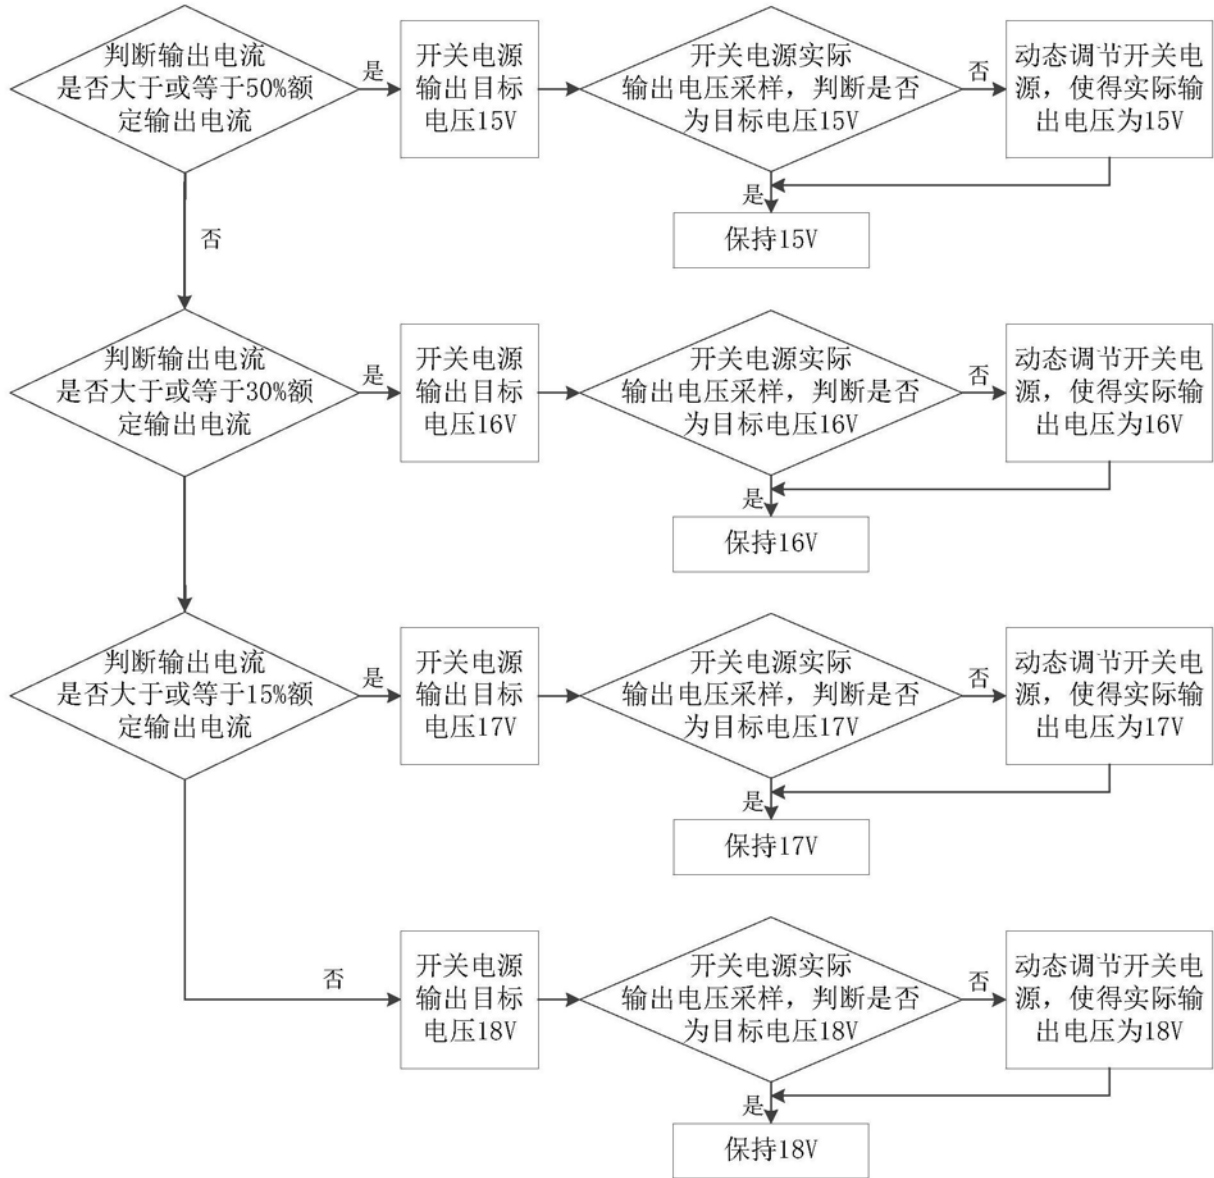 判断输出电流
是否大于或等于50%额
定输出电流
是
开关电源
输出目标
电压15V
开关电源实际
输出电压采样，判断是否
为目标电压15V
否
动态调节开关电
源，使得实际输
出电压为15V
是
保持15V
否
判断输出电流
是否大于或等于30%额
定输出电流
是
开关电源
输出目标
电压16V
开关电源实际
输出电压采样，判断是否
为目标电压16V
否
动态调节开关电
源，使得实际输
出电压为16V
是
保持16V
判断输出电流
是否大于或等于15%额
定输出电流
是
开关电源
输出目标
电压17V
开关电源实际
输出电压采样，判断是否
为目标电压17V
否
动态调节开关电
源，使得实际输
出电压为17V
是
保持17V
否
开关电源
输出目标
电压18V
开关电源实际
输出电压采样，判断是否
为目标电压18V
否
动态调节开关电
源，使得实际输
出电压为18V
是
保持18V